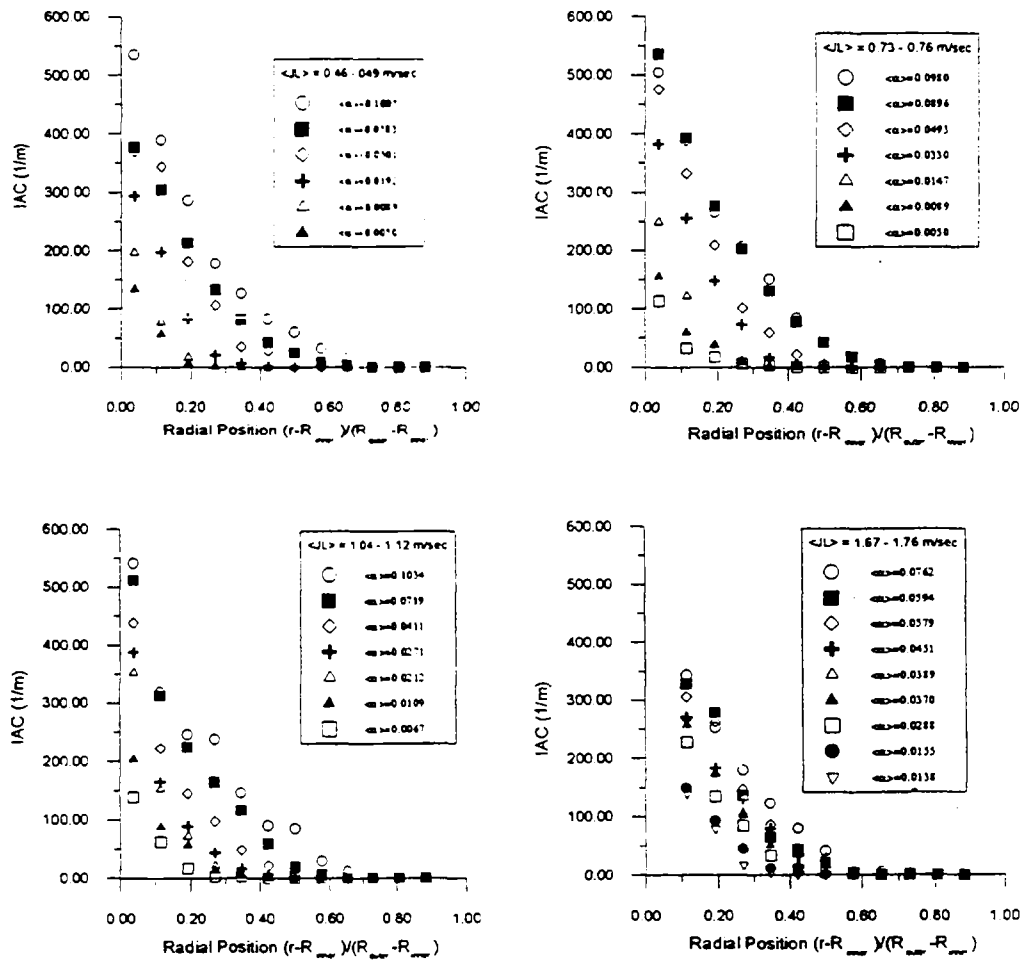 600.00
500.00
400.00
300.00
200.00
100.00
0.00
IAC (1/m)
<JL> = 0.46 - 049 m/sec
0.00 0.20 0.40 0.60 0.80 1.00
Radial Position (r-R )/(R -R )
600.00
500.00
400.00
300.00
200.00
100.00
0.00
IAC (1/m)
<JL> = 0.73 - 0.76 m/sec
<α>=0.0980
<α>=0.0896
<α>=0.0493
<α>=0.0330
<α>=0.0147
<α>=0.0089
<α>=0.0058
0.00 0.20 0.40 0.60 0.80 1.00
Radial Position (r-R )/(R -R )
600.00
500.00
400.00
300.00
200.00
100.00
0.00
IAC (1/m)
<JL> = 1.04 - 1.12 m/sec
<α>=0.1034
<α>=0.0719
<α>=0.0411
<α>=0.0271
<α>=0.0212
<α>=0.0109
<α>=0.0067
0.00 0.20 0.40 0.60 0.80 1.00
Radial Position (r-R )/(R -R )
600.00
500.00
400.00
300.00
200.00
100.00
0.00
IAC (1/m)
<JL> = 1.67 - 1.76 m/sec
<α>=0.0762
<α>=0.0594
<α>=0.0579
<α>=0.0451
<α>=0.0389
<α>=0.0370
<α>=0.0288
<α>=0.0155
<α>=0.0138
0.00 0.20 0.40 0.60 0.80 1.00
Radial Position (r-R )/(R -R )